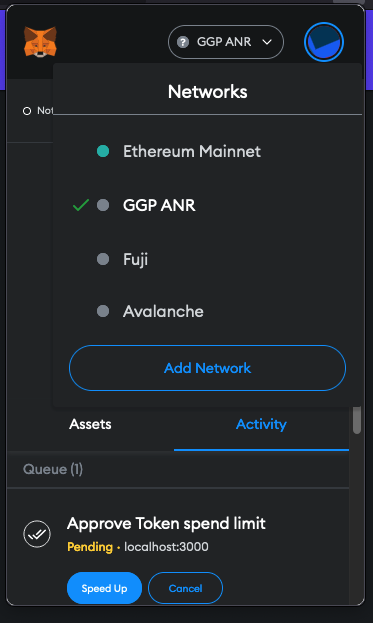 GGP ANR
Networks
Not
Ethereum Mainnet
GGP ANR
Fuji
Avalanche
Add Network
Assets
Activity
Queue (1)
Approve Token spend limit
Pending · localhost:3000
Speed Up
Cancel